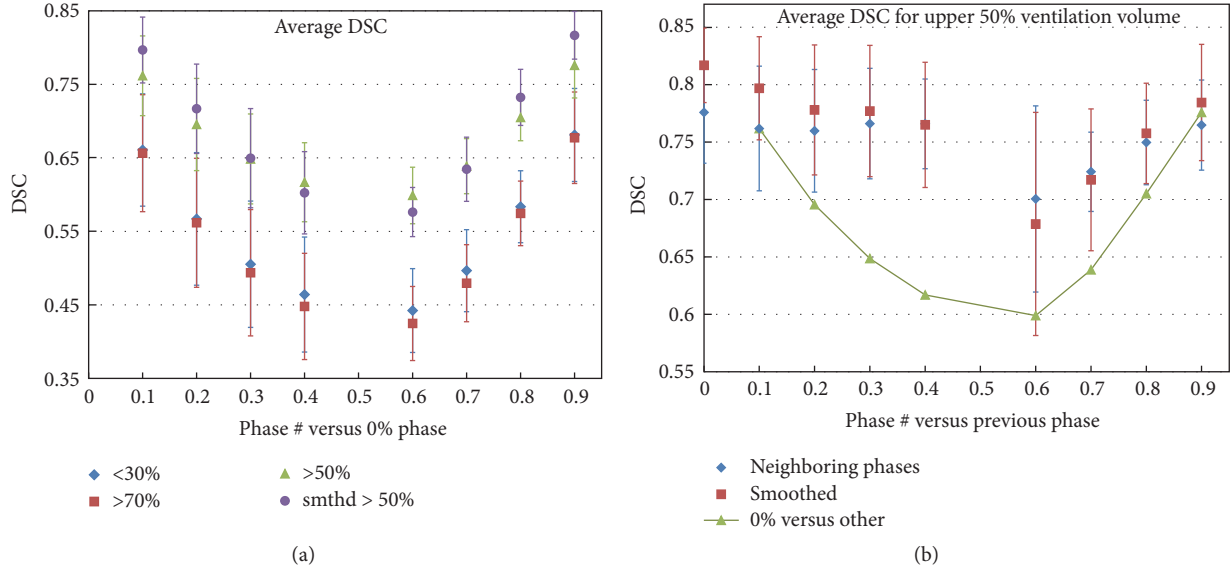 Average DSC
DSC
0.85
0.75
0.65
0.55
0.45
0.35
0 0.1 0.2 0.3 0.4 0.5 0.6 0.7 0.8 0.9
Phase # versus 0% phase
<30%
>50%
>70%
smthd > 50%
(a)
Average DSC for upper 50% ventilation volume
DSC
0.85
0.8
0.75
0.7
0.65
0.6
0.55
0 0.1 0.2 0.3 0.4 0.5 0.6 0.7 0.8 0.9
Phase # versus previous phase
Neighboring phases
Smoothed
0% versus other
(b)